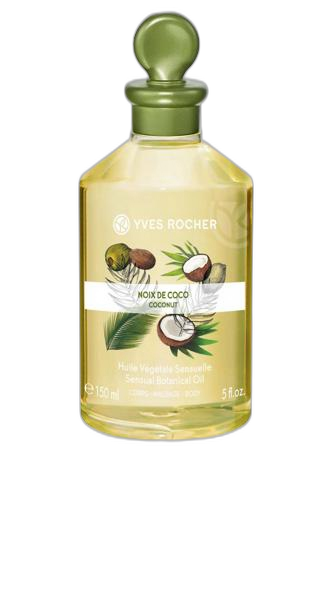 YVES ROCHER
NOIX DE COCO
COCONUT
Huile Végétale Sensuelle
Sensual Botanical Oil
CORPS - MASSAGE - BODY
℮ 150 ml 5 fl.oz.